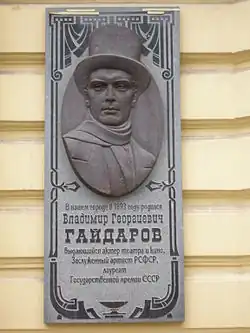 В нашем городе в 1893 году родился
Владимир Георгиевич
ГАЙДАРОВ
выдающийся актер театра и кино,
Заслуженный артист РСФСР,
лауреат
Государственной премии СССР